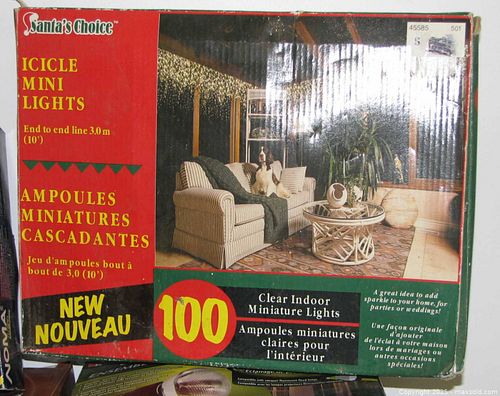 Santa's Choice™
45585 501
S
ICICLE
MINI
LIGHTS
End to end line 3.0 m
(10')
AMPOULES
MINIATURES
CASCADANTES
Jeu d'ampoules bout à
bout de 3,0 (10')
NEW
NOUVEAU
100
Clear Indoor
Miniature Lights
Ampoules miniatures
claires pour
l'intérieur
A great idea to add
sparkle to your home, for
parties or weddings!
Une façon originale
d'ajouter
de l'éclat à votre maison
lors de mariages ou
autres occasions
spéciales!
NOMA